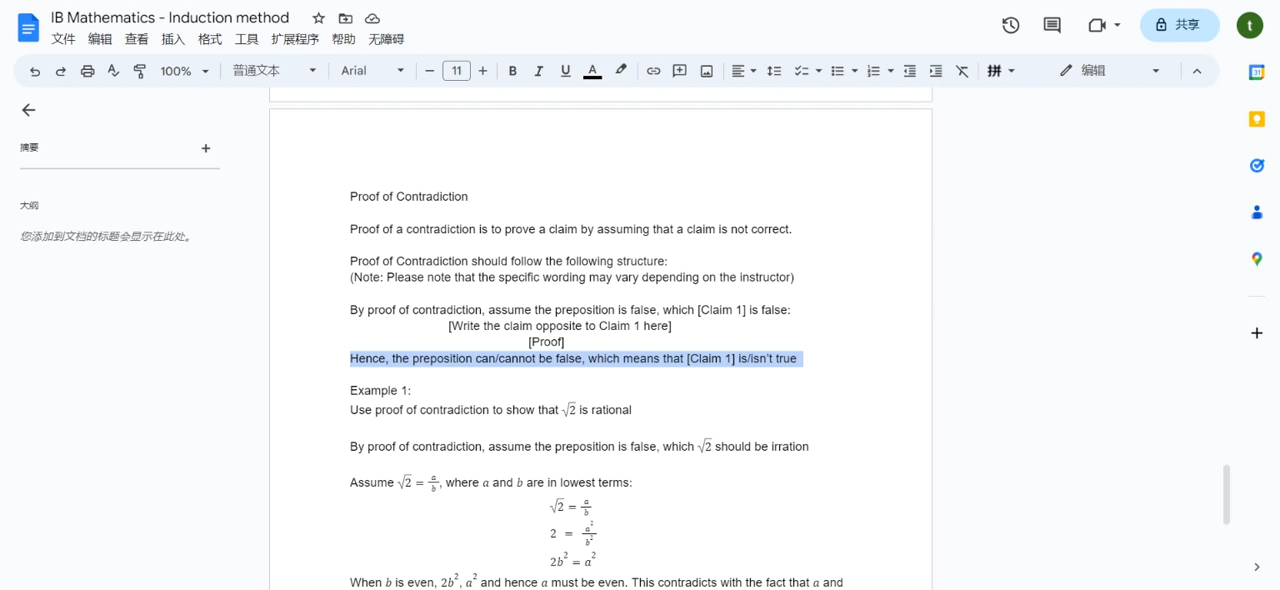 IB Mathematics - Induction method
文件 编辑 查看 插入 格式 工具 扩展程序 帮助 无障碍
共享
t
100% 普通文本 Arial 11 B I U A 拼 编辑
摘要
大纲
您添加到文档的标题会显示在此处。
Proof of Contradiction
Proof of a contradiction is to prove a claim by assuming that a claim is not correct.
Proof of Contradiction should follow the following structure:
(Note: Please note that the specific wording may vary depending on the instructor)
By proof of contradiction, assume the preposition is false, which [Claim 1] is false:
[Write the claim opposite to Claim 1 here]
[Proof]
Hence, the preposition can/cannot be false, which means that [Claim 1] is/isn't true
Example 1:
Use proof of contradiction to show that √2 is rational
By proof of contradiction, assume the preposition is false, which √2 should be irration
Assume √2 = a/b, where a and b are in lowest terms:
√2 = a/b
2 = a²/b²
2b² = a²
When b is even, 2b², a² and hence a must be even. This contradicts with the fact that a and
31